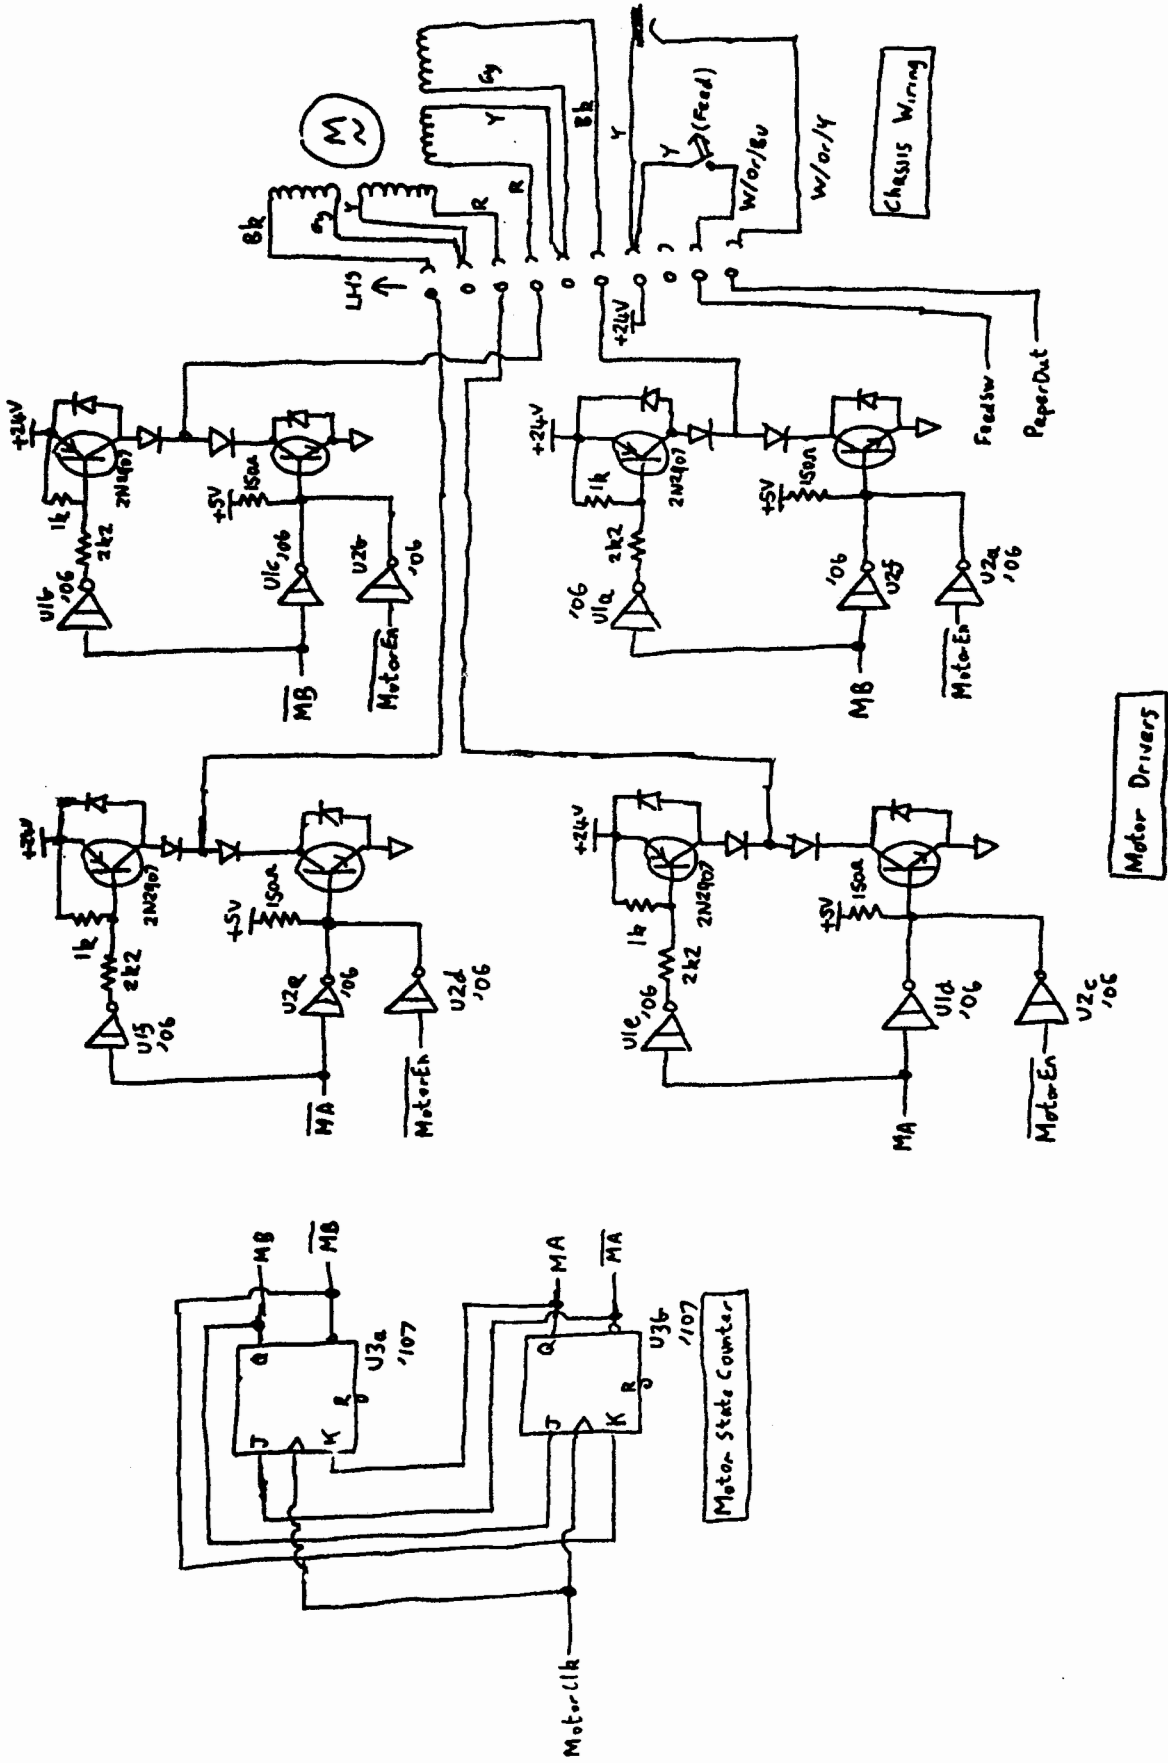 MotorClk
J
Q
K
R
U3a
'107
MB
MB
J
Q
K
R
U3b
'107
MA
MA
Motor State Counter
U1f
'06
2k2
1k
+24V
2N2907
MA
U2e
'06
+5V
150Ω
MotorEn
U2d
'06
U1e
'06
2k2
1k
+24V
2N2907
MA
U1d
'06
+5V
150Ω
MotorEn
U2c
'06
U1b
'06
2k2
1k
+24V
2N2907
MB
U1c
'06
+5V
150Ω
MotorEn
U2b
'06
'06
U1a
2k2
1k
+24V
2N2907
MB
'06
U2f
+5V
150Ω
MotorEn
U2a
'06
Motor Drivers
FeedSw
PaperOut
LHS
+24V
Bk
Gy
Y
R
M
R
Y
Gy
Bk
Y
Y
(Feed)
W/Or/Bu
W/Or/Y
Chassis Wiring